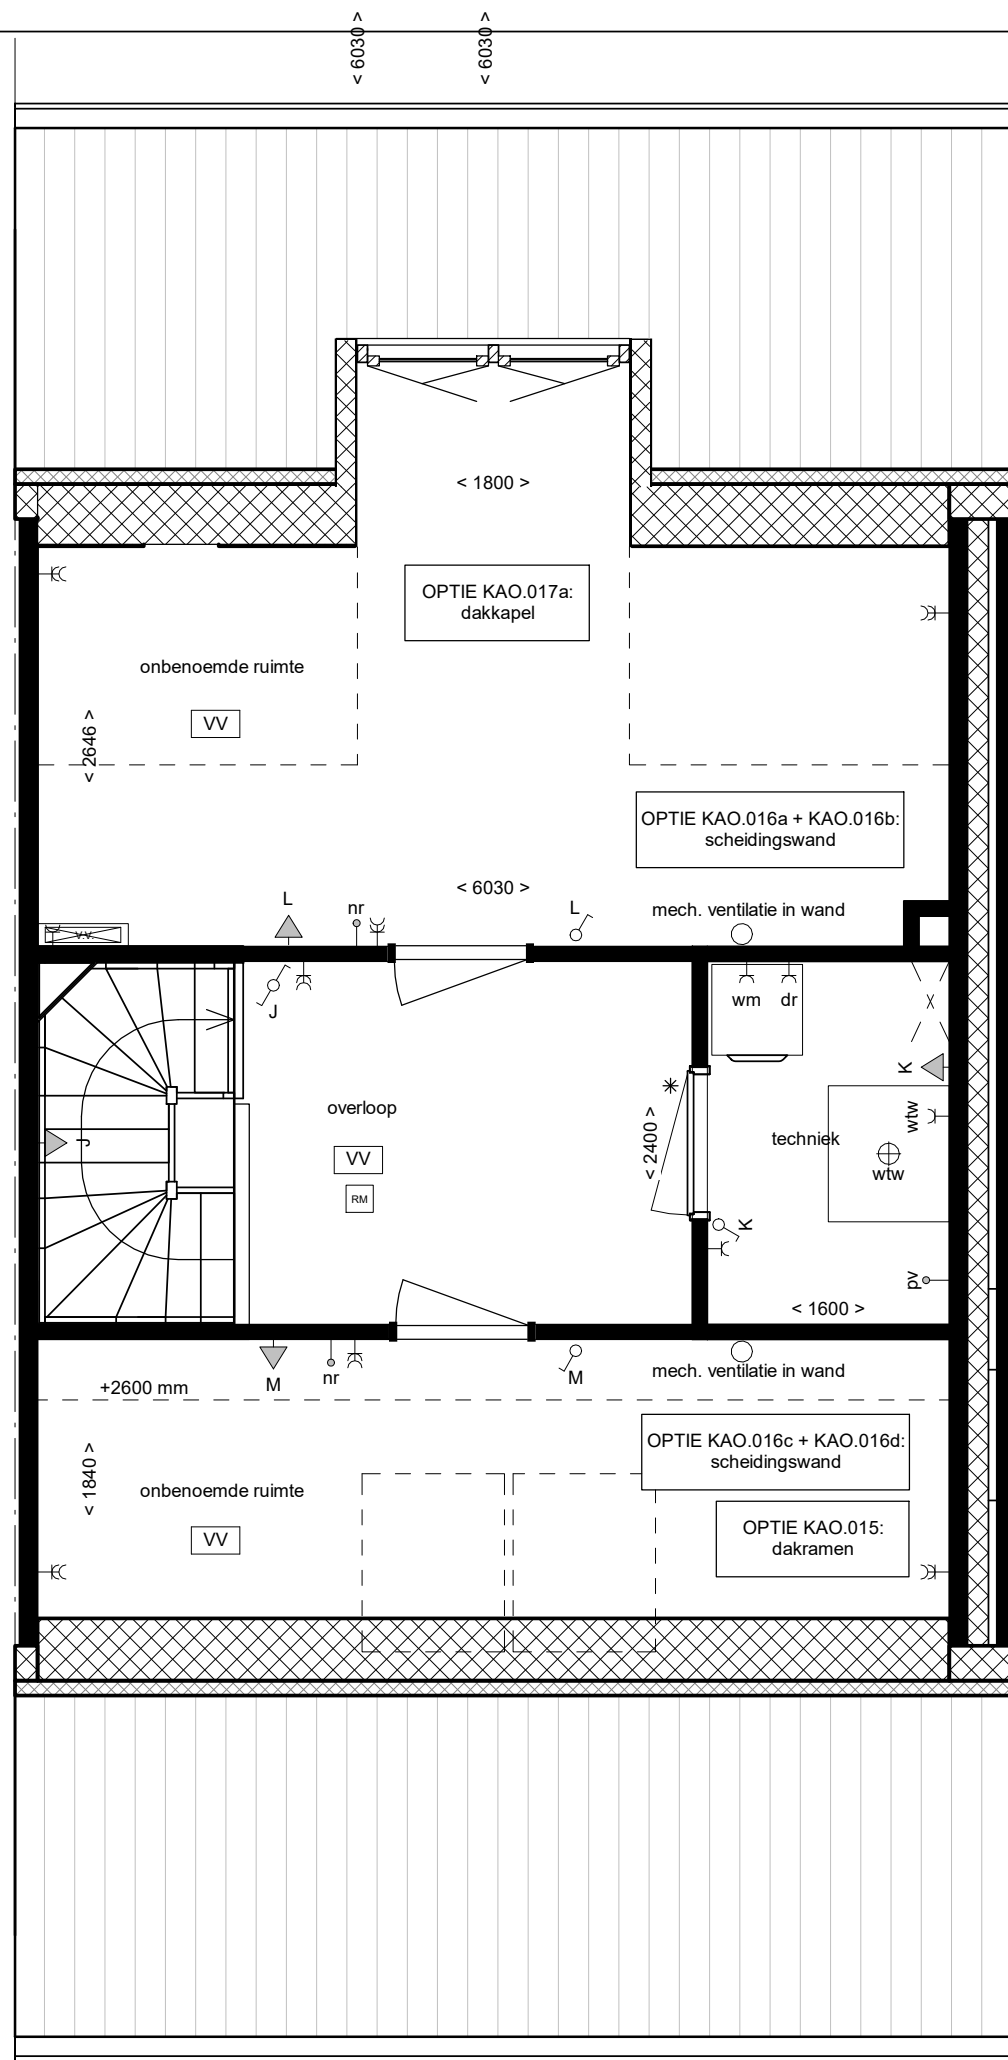 < 6030 >
< 6030 >
< 1800 >
OPTIE KAO.017a:
dakkapel
onbenoemde ruimte
VV
< 2646 >
OPTIE KAO.016a + KAO.016b:
scheidingswand
< 6030 >
L
nr
L
mech. ventilatie in wand
V.V.
J
wm
dr
K
overloop
wtw
J
techniek
< 2400 >
VV
wtw
RM
K
pv
< 1600 >
M
nr
M
mech. ventilatie in wand
+2600 mm
OPTIE KAO.016c + KAO.016d:
scheidingswand
< 1840 >
onbenoemde ruimte
VV
OPTIE KAO.015:
dakramen